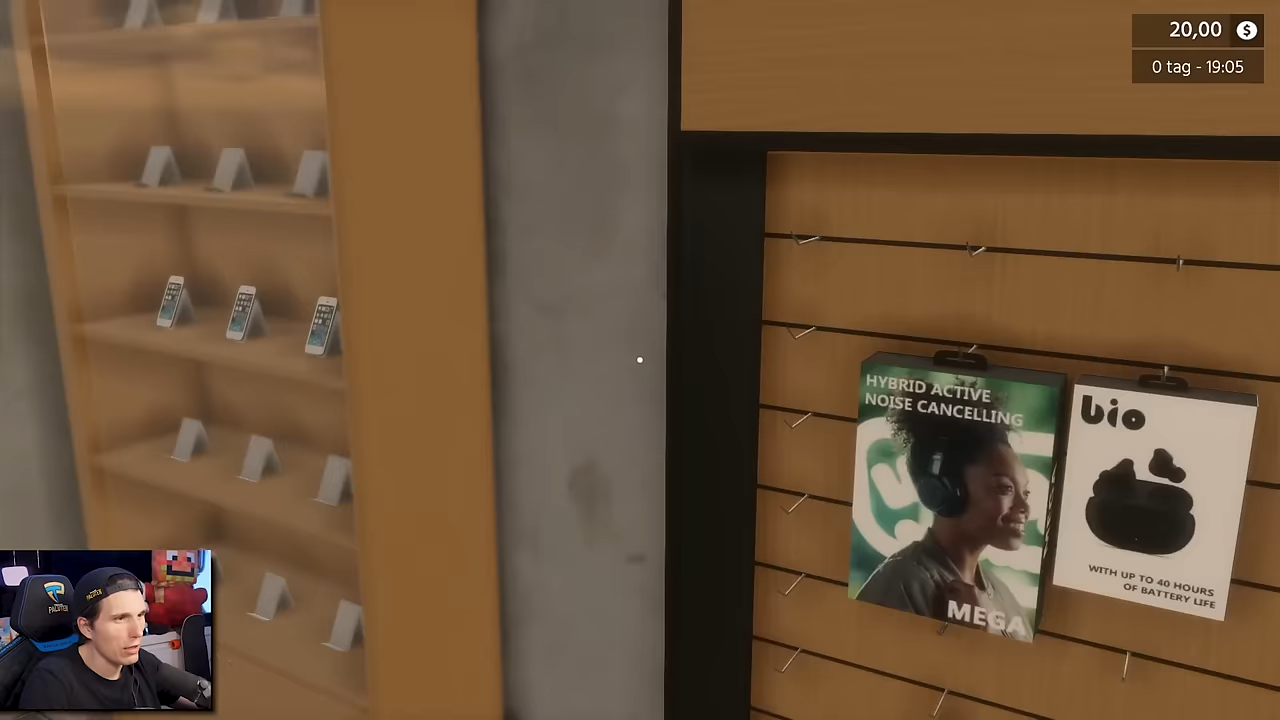 20,00 $
0 tag - 19:05
HYBRID ACTIVE
NOISE CANCELLING
MEGA
bio
WITH UP TO 40 HOURS
OF BATTERY LIFE
PALUTEN